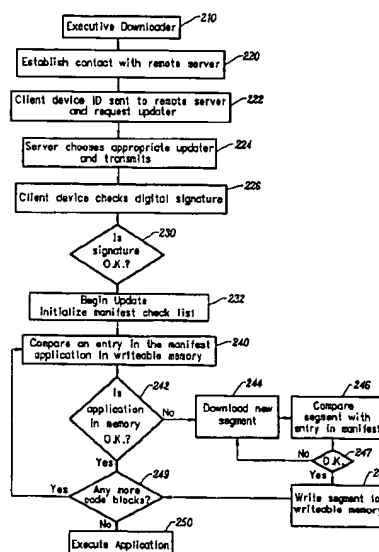 210
Executive Downloader
220
Establish contact with remote server
222
Client device ID sent to remote server
and request updater
224
Server chooses appropriate updater
and transmits
226
Client device checks digital signature
230
Is
signature
O.K.?
232
Begin Update
Initialize manifest check list
240
Compare an entry in the manifest
application in writeable memory
242
Is
application
in memory
O.K.?
No
Yes
244
Download new
segment
246
Compare
segment with
entry in manifest
247
O.K.
No
Yes
Write segment to
writeable memory
249
Any more
code blocks?
Yes
No
250
Execute Application